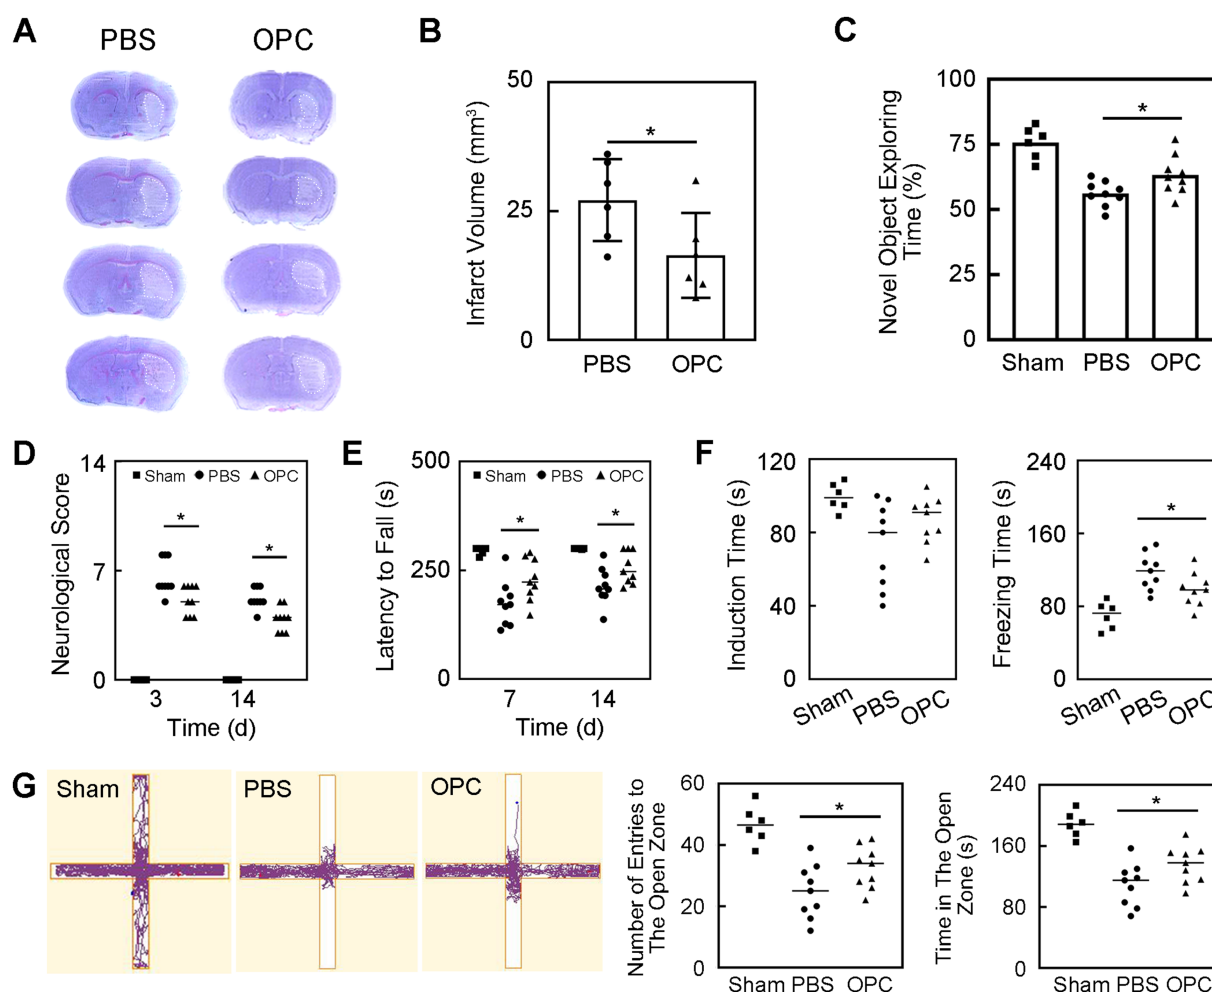 A
PBS
OPC
B
Infarct Volume (mm³)
50
25
0
*
PBS
OPC
C
Novel Object Exploring
Time (%)
100
75
50
25
0
*
Sham
PBS
OPC
D
Neurological Score
14
7
0
Sham PBS OPC
*
*
3
14
Time (d)
E
Latency to Fall (s)
500
250
0
Sham PBS OPC
*
*
7
14
Time (d)
F
Induction Time (s)
120
80
40
0
Sham
PBS
OPC
Freezing Time (s)
240
160
80
0
*
Sham
PBS
OPC
G
Sham
PBS
OPC
Number of Entries to
The Open Zone
60
40
20
0
*
Sham PBS OPC
Time in The Open
Zone (s)
240
160
80
0
*
Sham PBS OPC